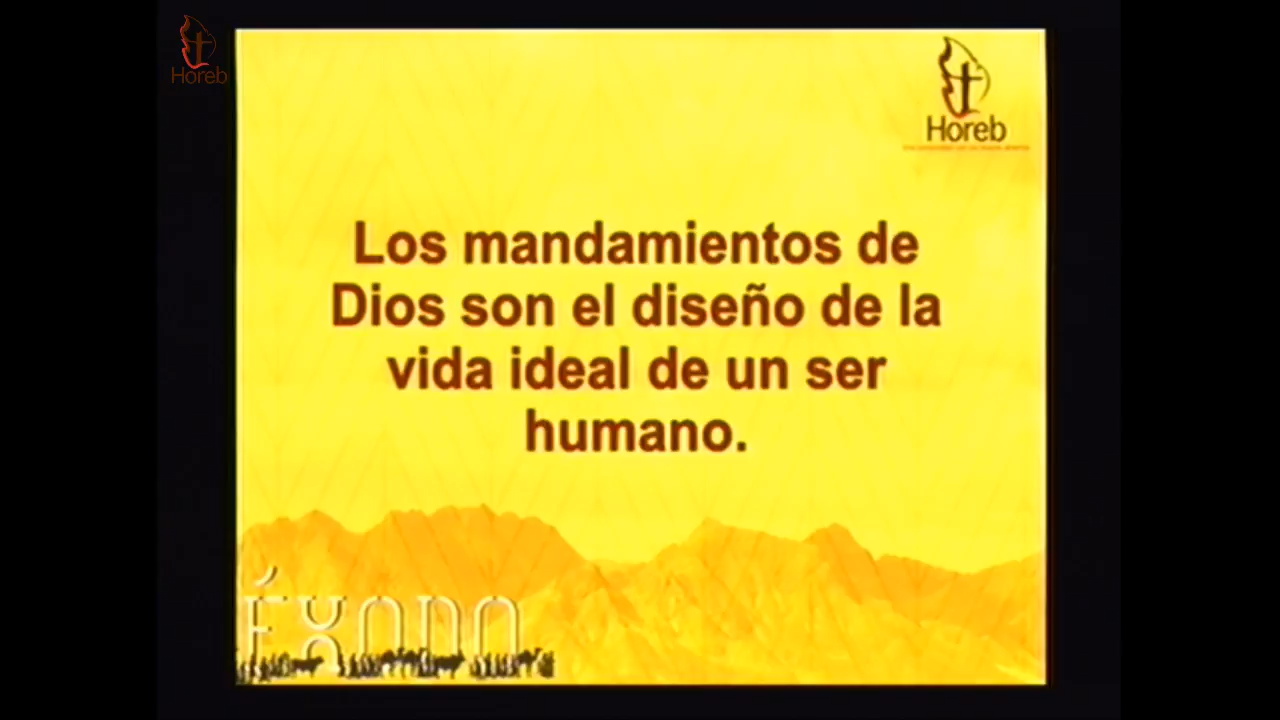 Horeb
Horeb
Los mandamientos de
Dios son el diseño de la
vida ideal de un ser
humano.
ÉXODO